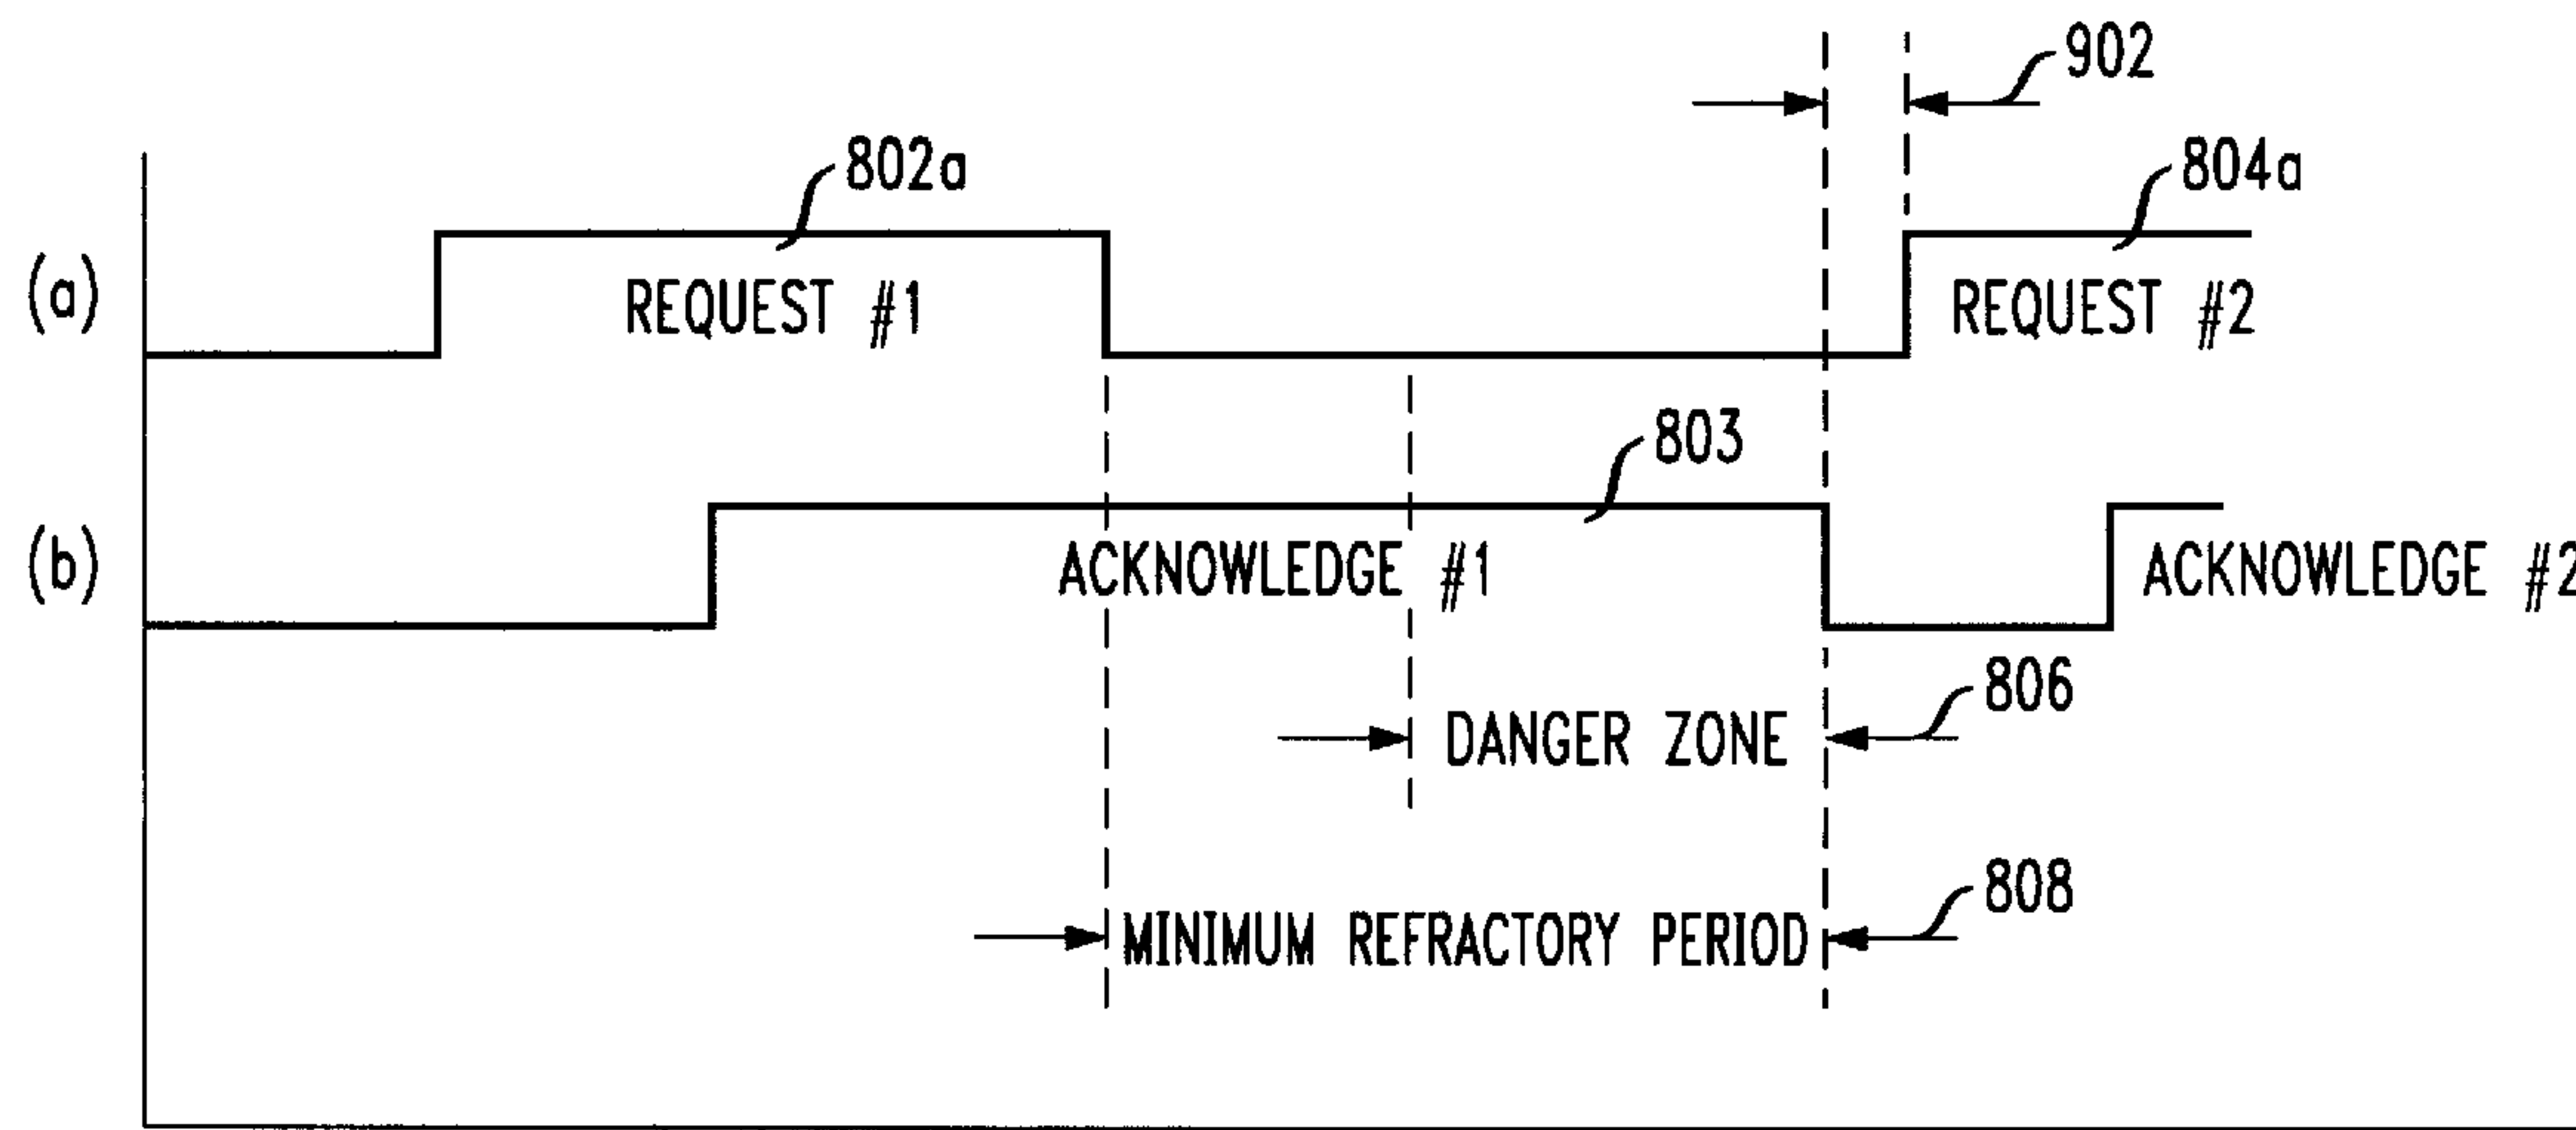 902
802a
804a
(a)
REQUEST #1
REQUEST #2
803
(b)
ACKNOWLEDGE #1
ACKNOWLEDGE #2
806
DANGER ZONE
808
MINIMUM REFRACTORY PERIOD